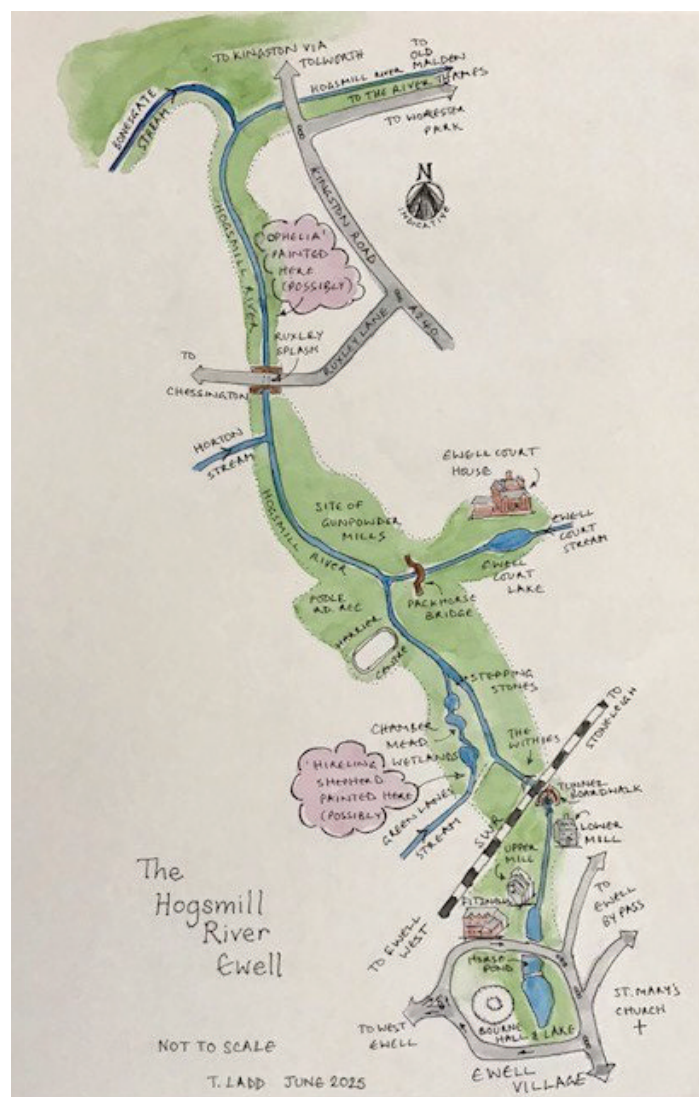 TO KINGSTON VIA
TOLWORTH
TO
OLD
MALDEN
HOGSMILL RIVER
TO THE RIVER THAMES
TO WORCESTER
PARK
BONESGATE
STREAM
N
INDICATIVE
KINGSTON ROAD
HOGSMILL RIVER
'OPHELIA'
PAINTED
HERE
(POSSIBLY)
A240
RUXLEY LANE
RUXLEY
SPLASH
TO
CHESSINGTON
HORTON
STREAM
EWELL COURT
HOUSE
SITE OF
GUNPOWDER
MILLS
HOGSMILL RIVER
EWELL
COURT
STREAM
EWELL
COURT
LAKE
PACKHORSE
BRIDGE
POOLE
RD. REC
HARRIER
CENTRE
STEPPING
STONES
TO
STONELEIGH
CHAMBER
MEAD
WETLANDS
THE
WITHIES
'HIRELING
SHEPHERD
PAINTED HERE
(POSSIBLY)
GREEN LANES
STREAM
TUNNEL
BOARDWALK
SWR
LOWER
MILL
UPPER
MILL
TO EWELL
WEST
TO
EWELL
BY PASS
HORSE
POND
ST. MARY'S
CHURCH
TO WEST
EWELL
BOURNE
HALL & LAKE
EWELL
VILLAGE
The
Hogsmill
River
Ewell
NOT TO SCALE
T. LADD JUNE 2025